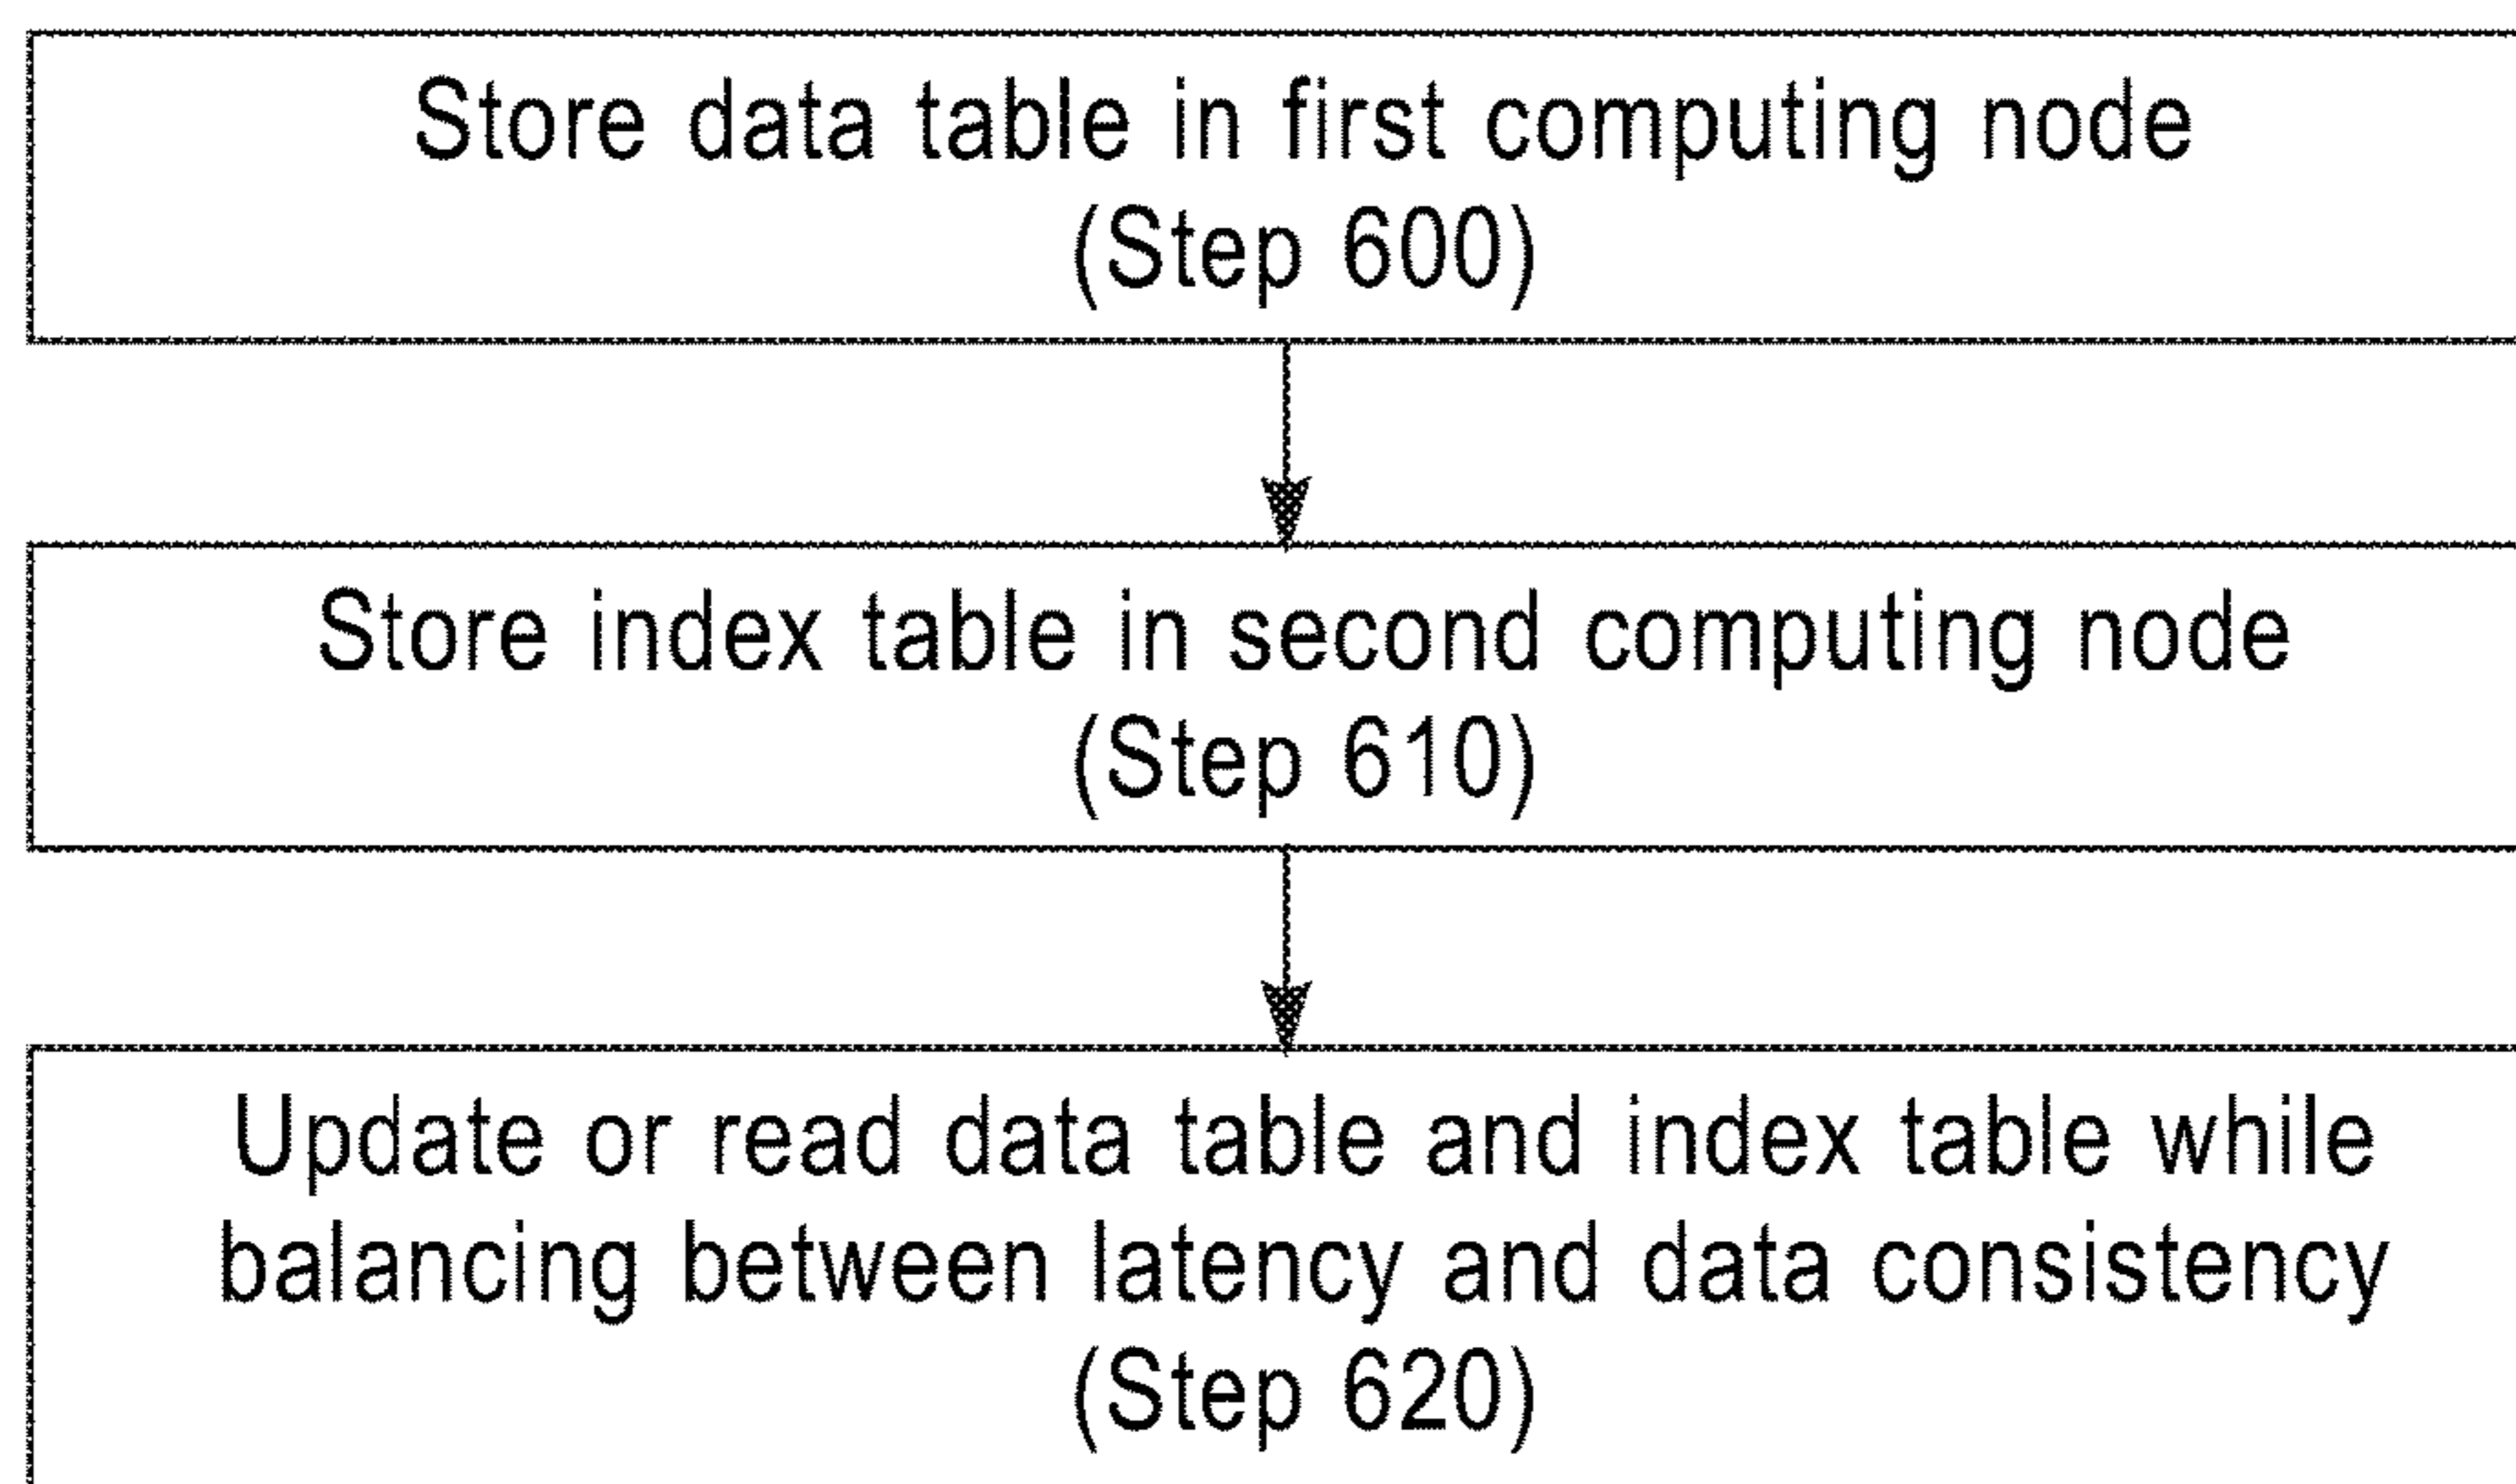 Store data table in first computing node
(Step 600)
Store index table in second computing node
(Step 610)
Update or read data table and index table while
balancing between latency and data consistency
(Step 620)